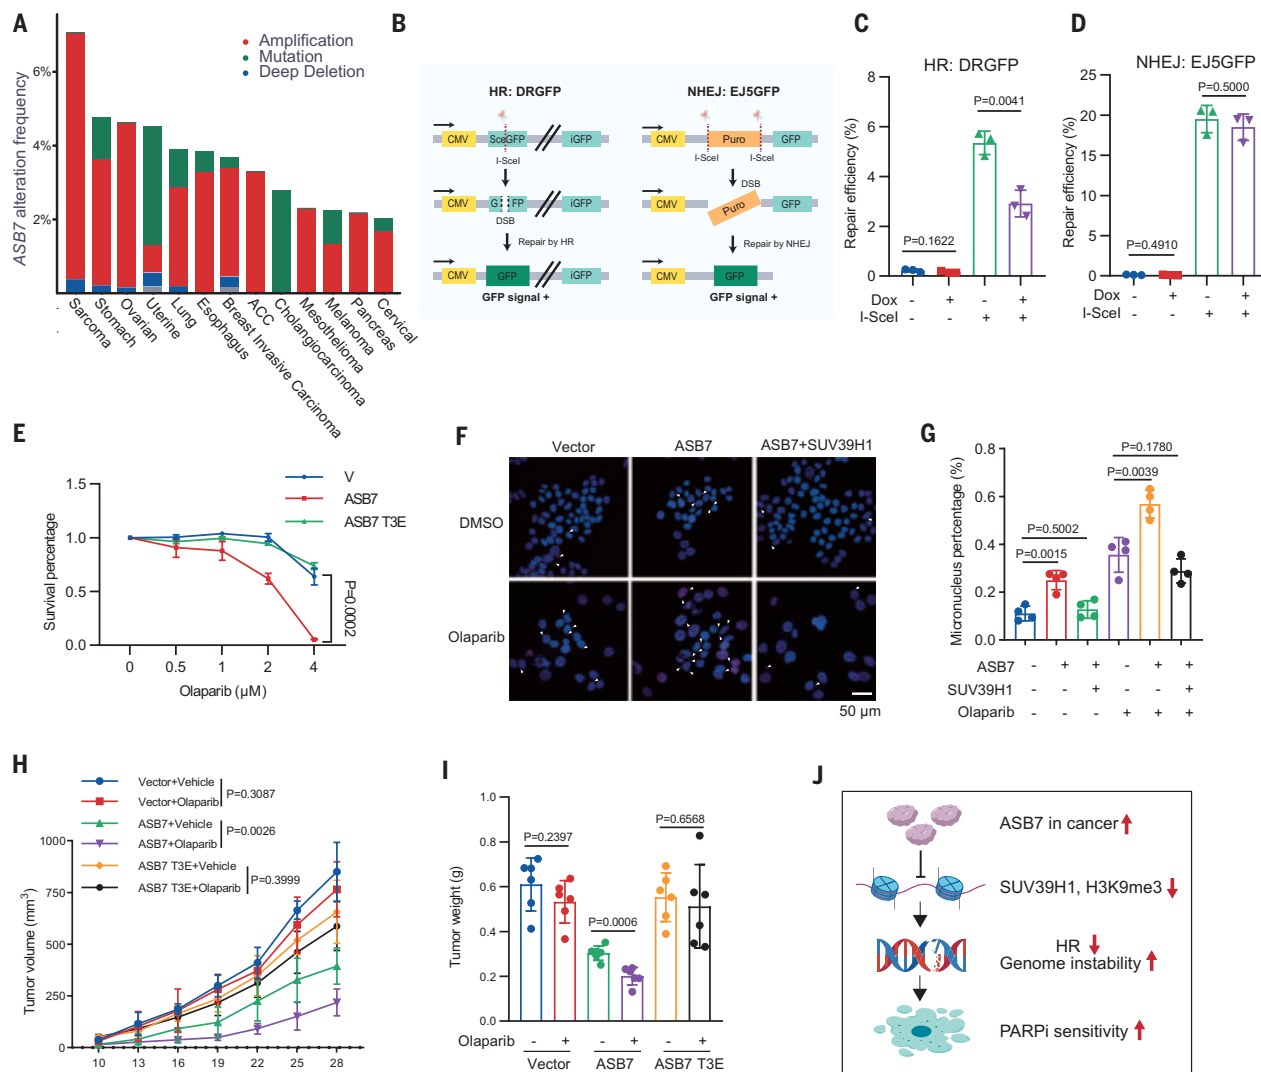 A
ASB7 alteration frequency
6%
4%
2%
Amplification
Mutation
Deep Deletion
Sarcoma
Stomach
Ovarian
Uterine
Lung
Esophagus
Breast Invasive Carcinoma
ACC
Cholangiocarcinoma
Mesothelioma
Melanoma
Pancreas
Cervical
B
HR: DRGFP
NHEJ: EJ5GFP
CMV
SceGFP
iGFP
I-SceI
CMV
Puro
GFP
I-SceI
I-SceI
CMV
G
FP
iGFP
DSB
DSB
CMV
Puro
GFP
Repair by HR
Repair by NHEJ
CMV
GFP
iGFP
GFP signal +
CMV
GFP
GFP signal +
C
HR: DRGFP
Repair efficiency (%)
8
6
4
2
0
P=0.1622
P=0.0041
Dox - + - +
I-SceI - - + +
D
NHEJ: EJ5GFP
Repair efficiency (%)
25
20
15
10
5
0
P=0.4910
P=0.5000
Dox - + - +
I-SceI - - + +
E
Survival percentage
1.5
1.0
0.5
0.0
V
ASB7
ASB7 T3E
P=0.0002
0 0.5 1 2 4
Olaparib (µM)
F
Vector
ASB7
ASB7+SUV39H1
DMSO
Olaparib
50 µm
G
Micronucleus percentage (%)
0.8
0.6
0.4
0.2
0.0
P=0.0015
P=0.5002
P=0.0039
P=0.1780
ASB7 - + + - + +
SUV39H1 - - + - - +
Olaparib - - - + + +
H
Vector+Vehicle
Vector+Olaparib
P=0.3087
ASB7+Vehicle
ASB7+Olaparib
P=0.0026
ASB7 T3E+Vehicle
ASB7 T3E+Olaparib
P=0.3999
Tumor volume (mm³)
1000
750
500
250
0
10 13 16 19 22 25 28
I
Tumor weight (g)
1.0
0.8
0.6
0.4
0.2
0.0
P=0.2397
P=0.0006
P=0.6568
Olaparib - + - + - +
Vector
ASB7
ASB7 T3E
J
ASB7 in cancer
SUV39H1, H3K9me3
HR
Genome instability
PARPi sensitivity